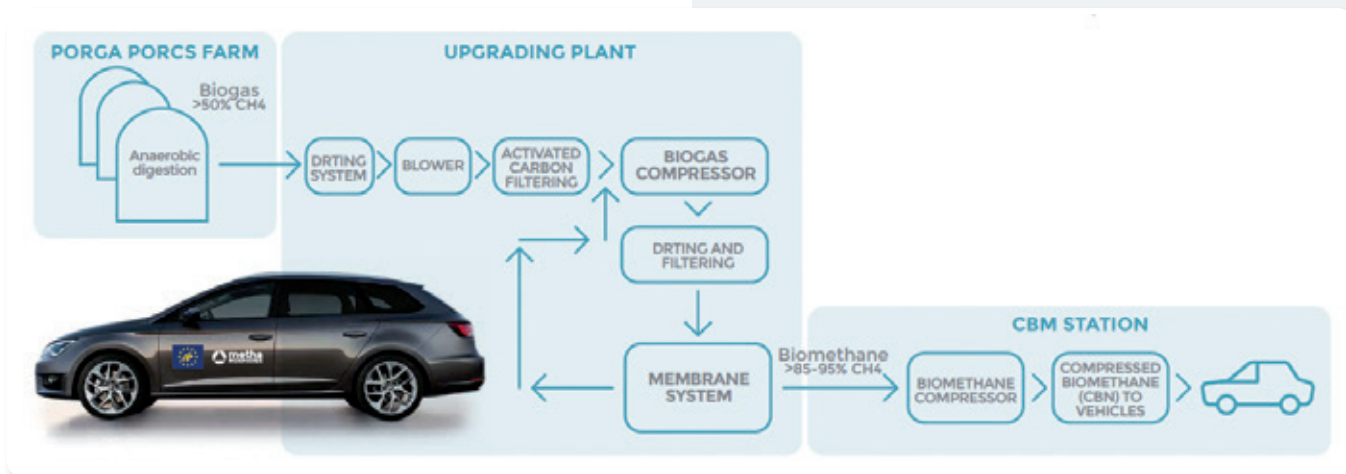 PORGA PORCS FARM
UPGRADING PLANT
Biogas
>50% CH4
Anaerobic
digestion
DRTING
SYSTEM
BLOWER
ACTIVATED
CARBON
FILTERING
BIOGAS
COMPRESSOR
DRTING AND
FILTERING
MEMBRANE
SYSTEM
Biomethane
>85-95% CH4
CBM STATION
BIOMETHANE
COMPRESSOR
COMPRESSED
BIOMETHANE
(CBN) TO
VEHICLES
metha